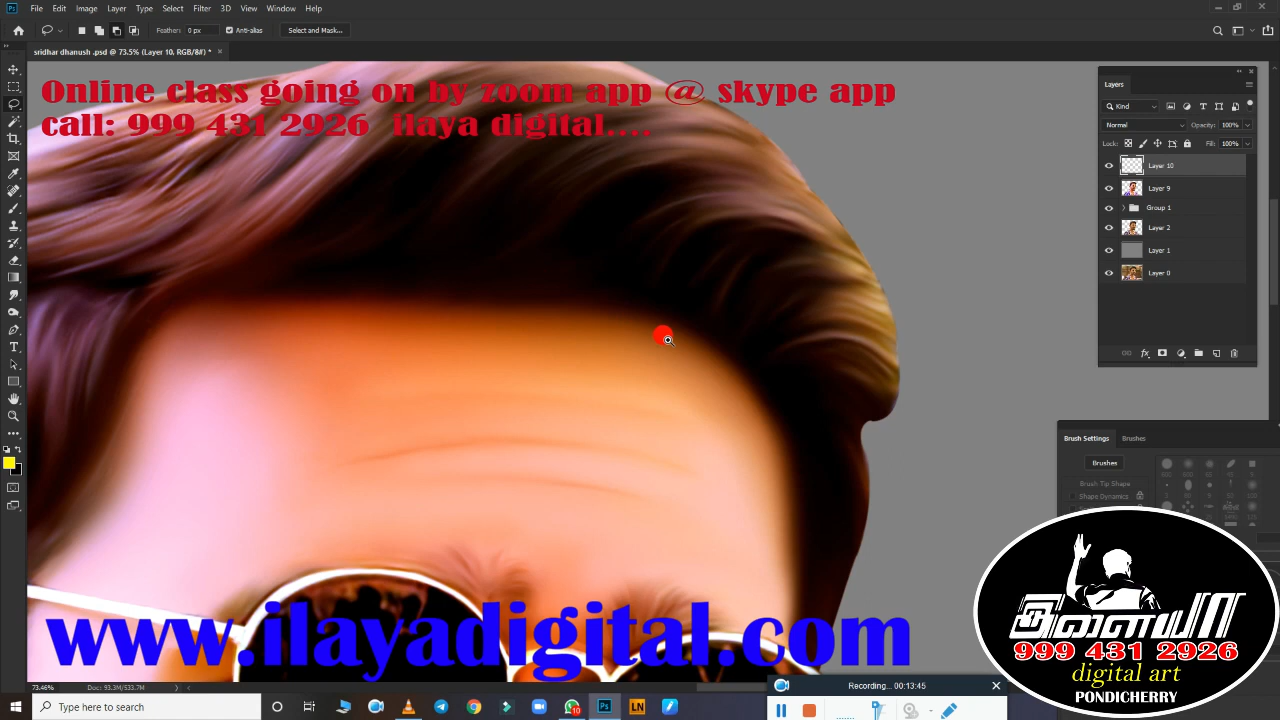 File Edit Image Layer Type Select Filter 3D View Window Help
Feather: 0 px Anti-alias Select and Mask...
sridhar dhanush .psd @ 73.5% (Layer 10, RGB/8#) *
Online class going on by zoom app @ skype app
call: 999 431 2926 ilaya digital....
Layers
Kind
Normal Opacity: 100%
Lock: Fill: 100%
Layer 10
Layer 9
Group 1
Layer 2
Layer 1
Layer 0
Brush Settings Brushes
Brushes
Brush Tip Shape
Shape Dynamics
www.ilayadigital.com
இளையா
999 431 2926
digital art
PONDICHERRY
73.46% Doc: 93.3M/533.7M
Recording... 00:13:45
Type here to search